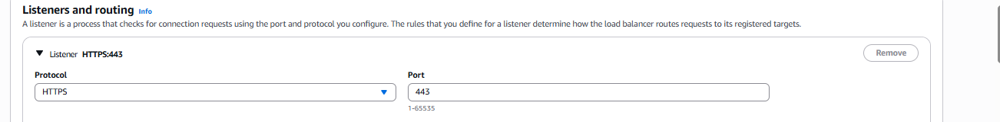 Listeners and routing Info
A listener is a process that checks for connection requests using the port and protocol you configure. The rules that you define for a listener determine how the load balancer routes requests to its registered targets.
Listener HTTPS:443
Remove
Protocol
Port
HTTPS
443
1-65535